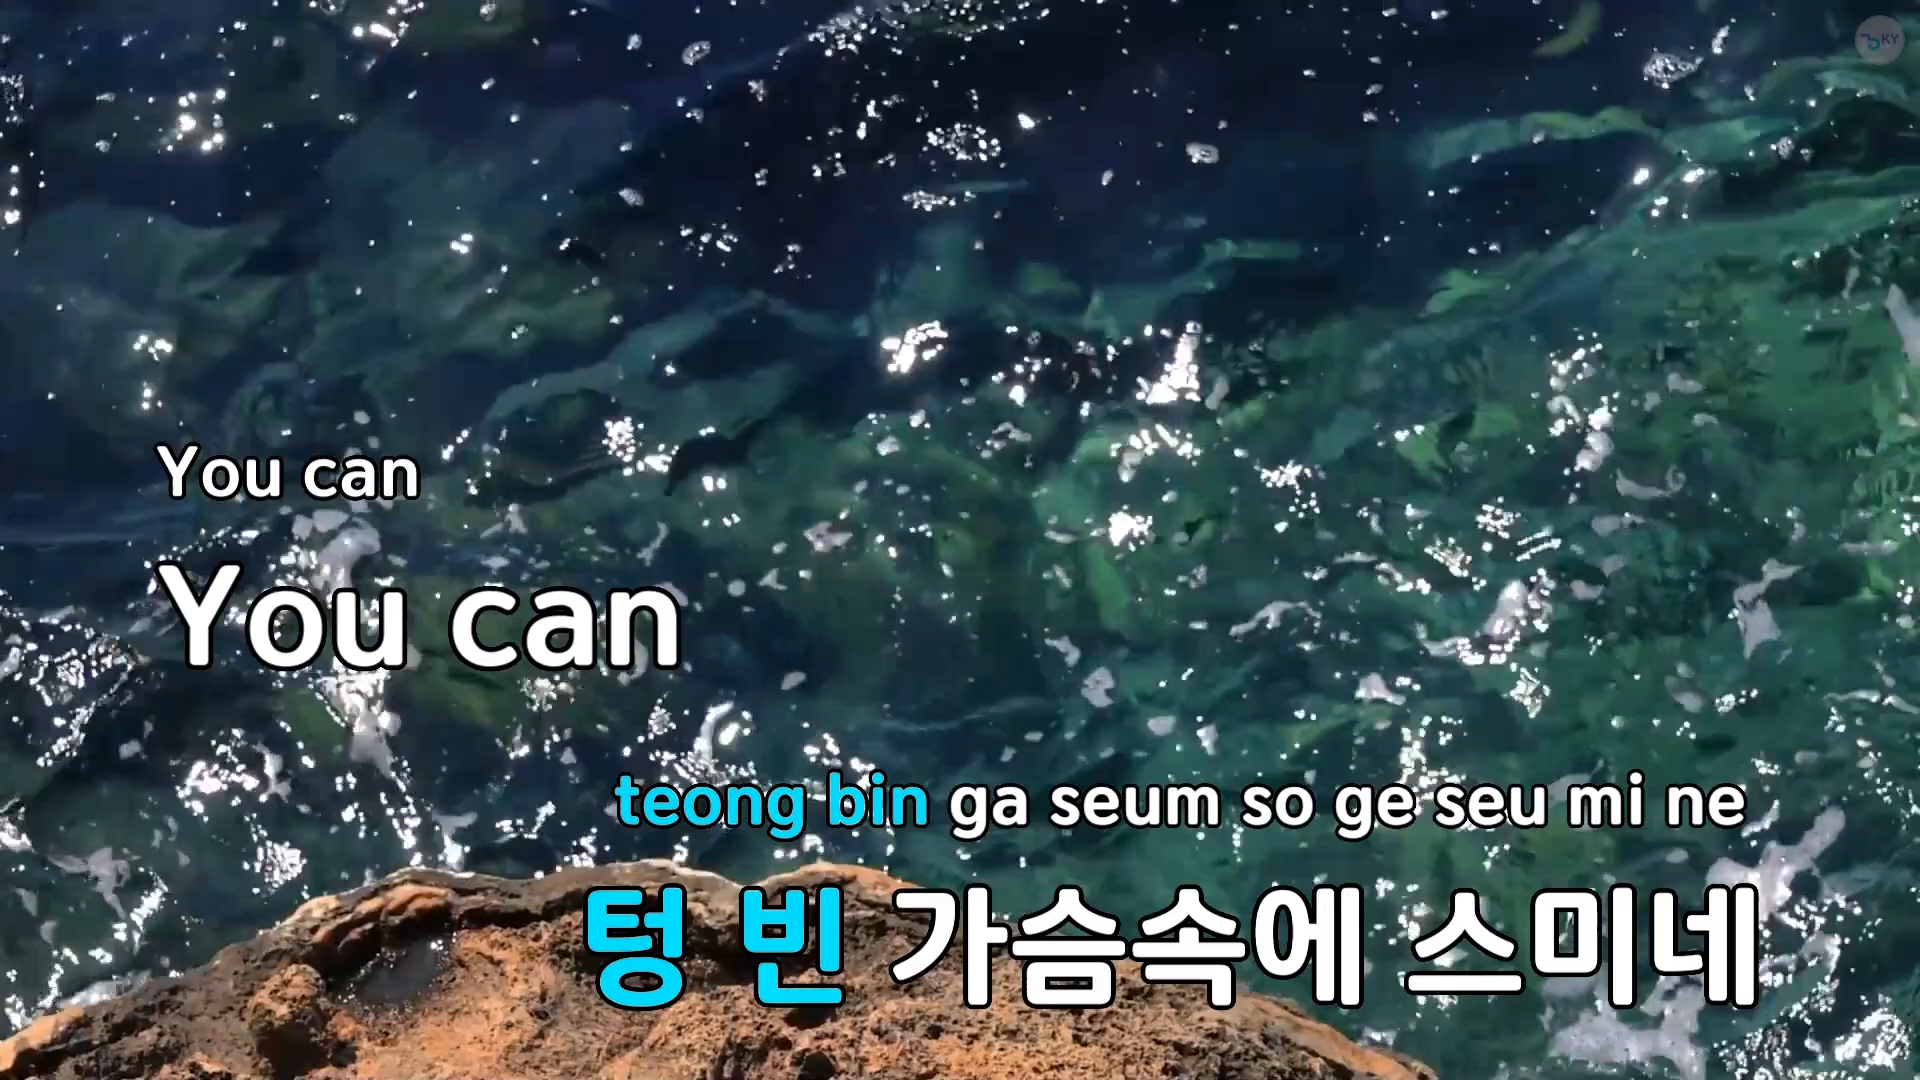 KY
You can
You can
teong bin ga seum so ge seu mi ne
텅 빈 가슴속에 스미네